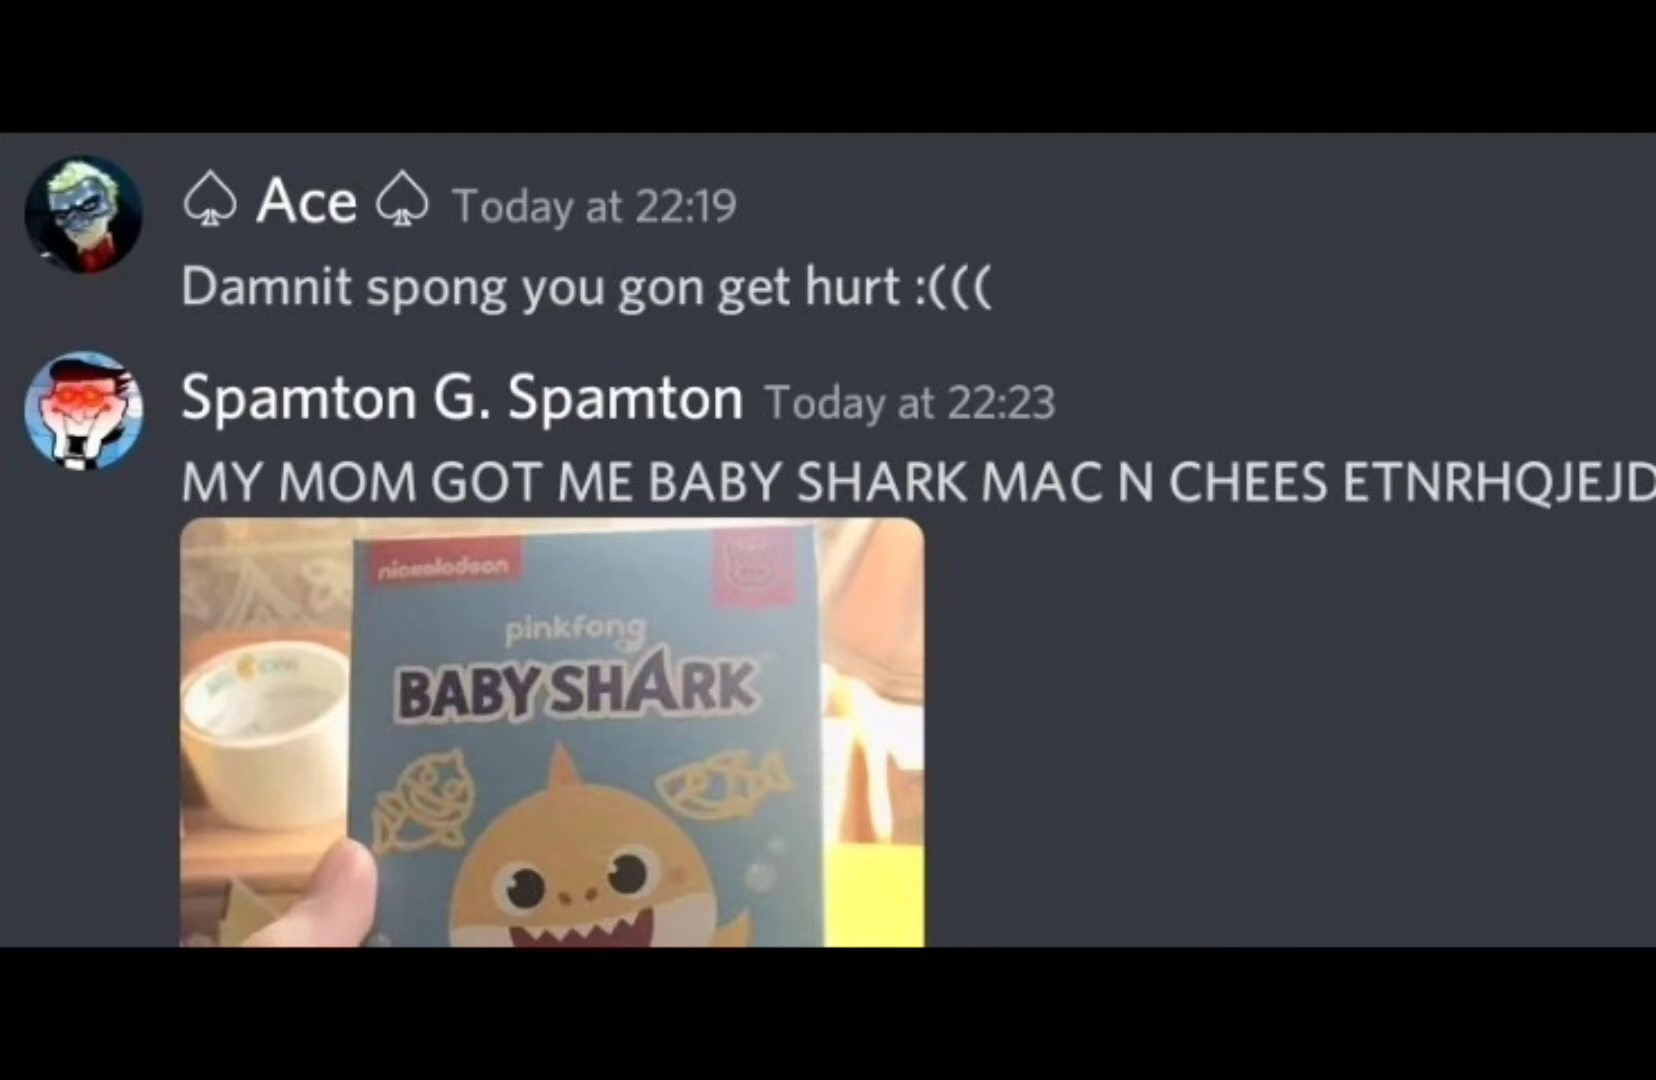 ♤ Ace ♤ Today at 22:19
Damnit spong you gon get hurt :(((
Spamton G. Spamton Today at 22:23
MY MOM GOT ME BABY SHARK MAC N CHEES ETNRHQJEJD
nickelodeon
pinkfong
BABY SHARK